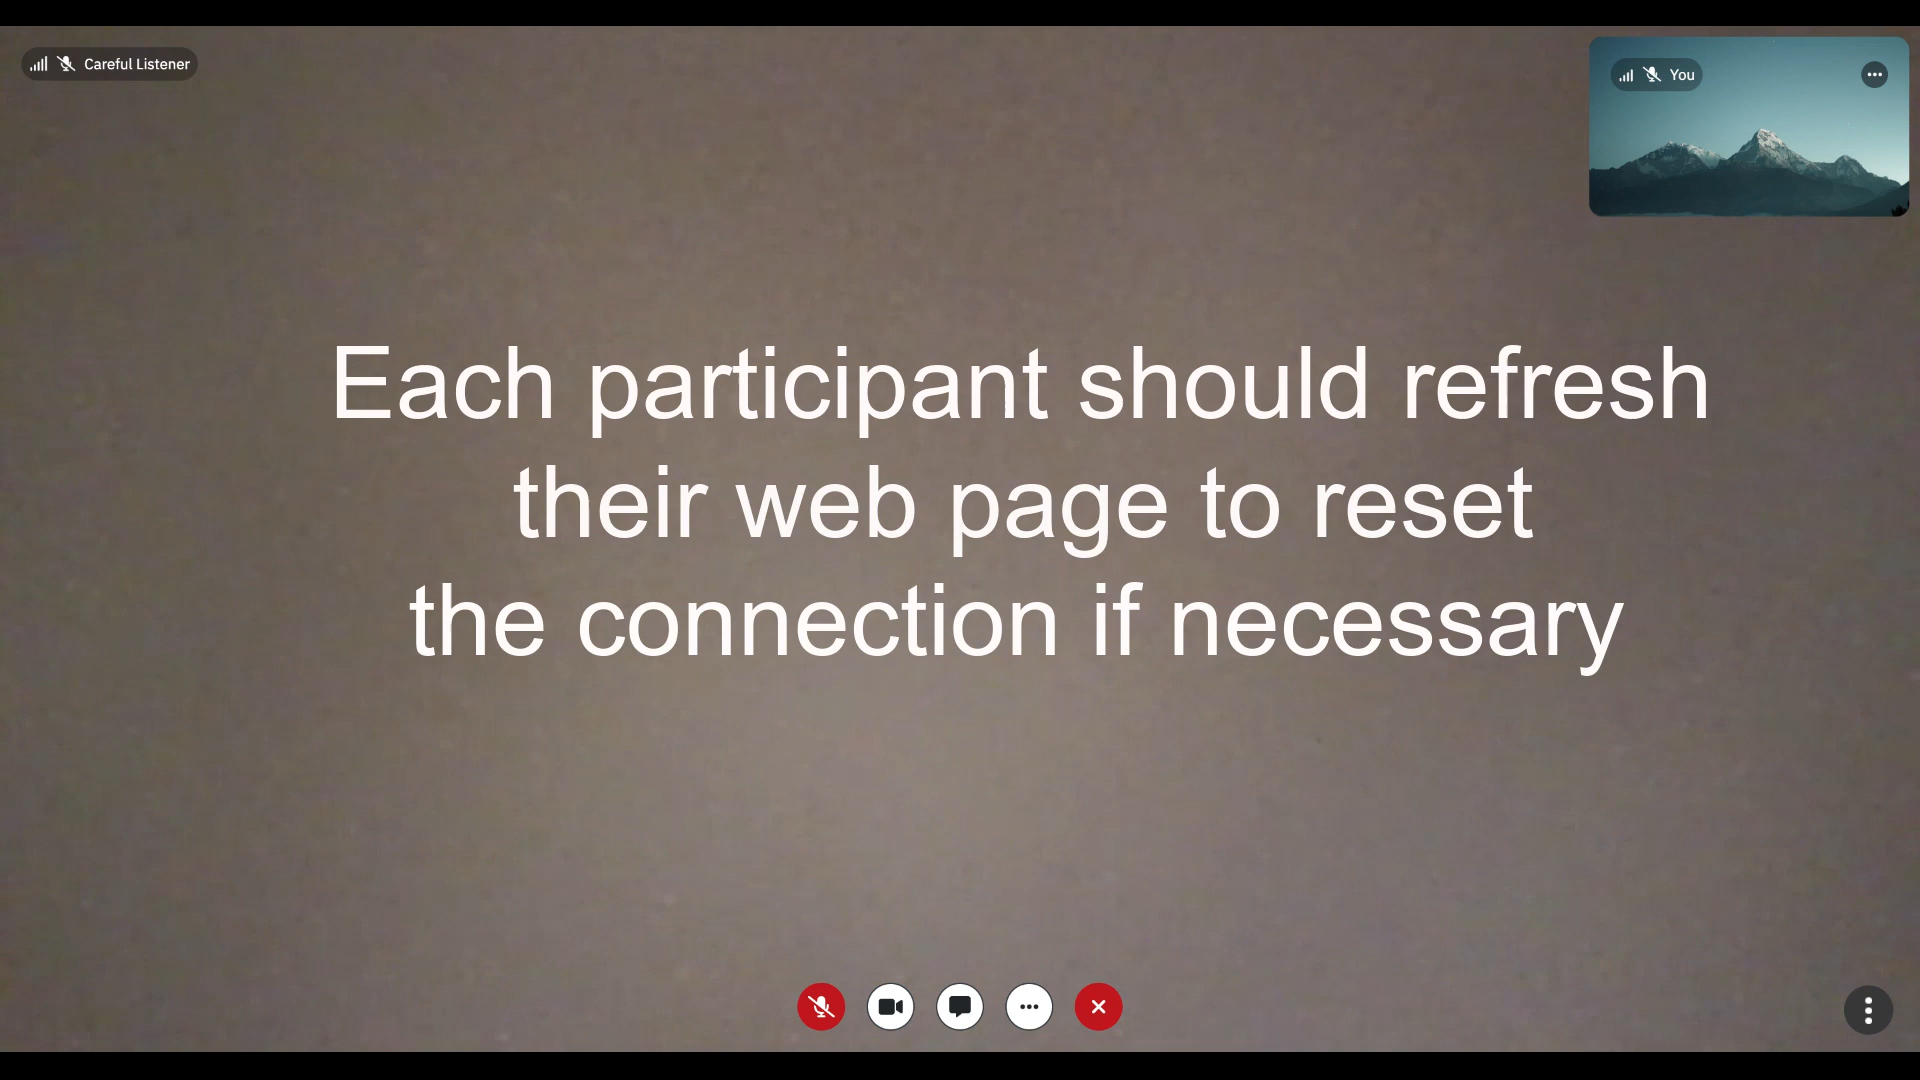 Careful Listener
You
Each participant should refresh
their web page to reset
the connection if necessary